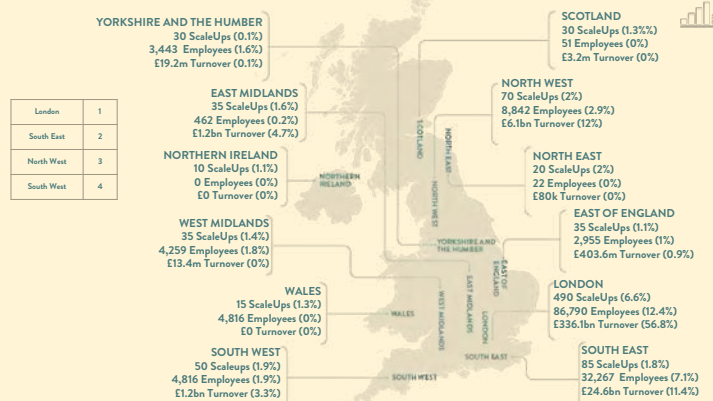 YORKSHIRE AND THE HUMBER
30 ScaleUps (0.1%)
3,443 Employees (1.6%)
£19.2m Turnover (0.1%)
SCOTLAND
30 ScaleUps (1.3%%)
51 Employees (0%)
£3.2m Turnover (0%)
EAST MIDLANDS
35 ScaleUps (1.6%)
462 Employees (0.2%)
£1.2bn Turnover (4.7%)
NORTH WEST
70 ScaleUps (2%)
8,842 Employees (2.9%)
£6.1bn Turnover (12%)
London 1
South East 2
North West 3
South West 4
NORTHERN IRELAND
10 ScaleUps (1.1%)
0 Employees (0%)
£0 Turnover (0%)
NORTH EAST
20 ScaleUps (2%)
22 Employees (0%)
£80k Turnover (0%)
WEST MIDLANDS
35 ScaleUps (1.4%)
4,259 Employees (1.8%)
£13.4m Turnover (0%)
EAST OF ENGLAND
35 ScaleUps (1.1%)
2,955 Employees (1%)
£403.6m Turnover (0.9%)
WALES
15 ScaleUps (1.3%)
4,816 Employees (0%)
£0 Turnover (0%)
LONDON
490 ScaleUps (6.6%)
86,790 Employees (12.4%)
£336.1bn Turnover (56.8%)
SOUTH WEST
50 Scaleups (1.9%)
4,816 Employees (1.9%)
£1.2bn Turnover (3.3%)
SOUTH EAST
85 ScaleUps (1.8%)
32,267 Employees (7.1%)
£24.6bn Turnover (11.4%)
SCOTLAND
NORTH EAST
NORTHERN
IRELAND
NORTH WEST
YORKSHIRE AND
THE HUMBER
EAST OF
ENGLAND
EAST MIDLANDS
WEST MIDLANDS
WALES
LONDON
SOUTH EAST
SOUTH WEST